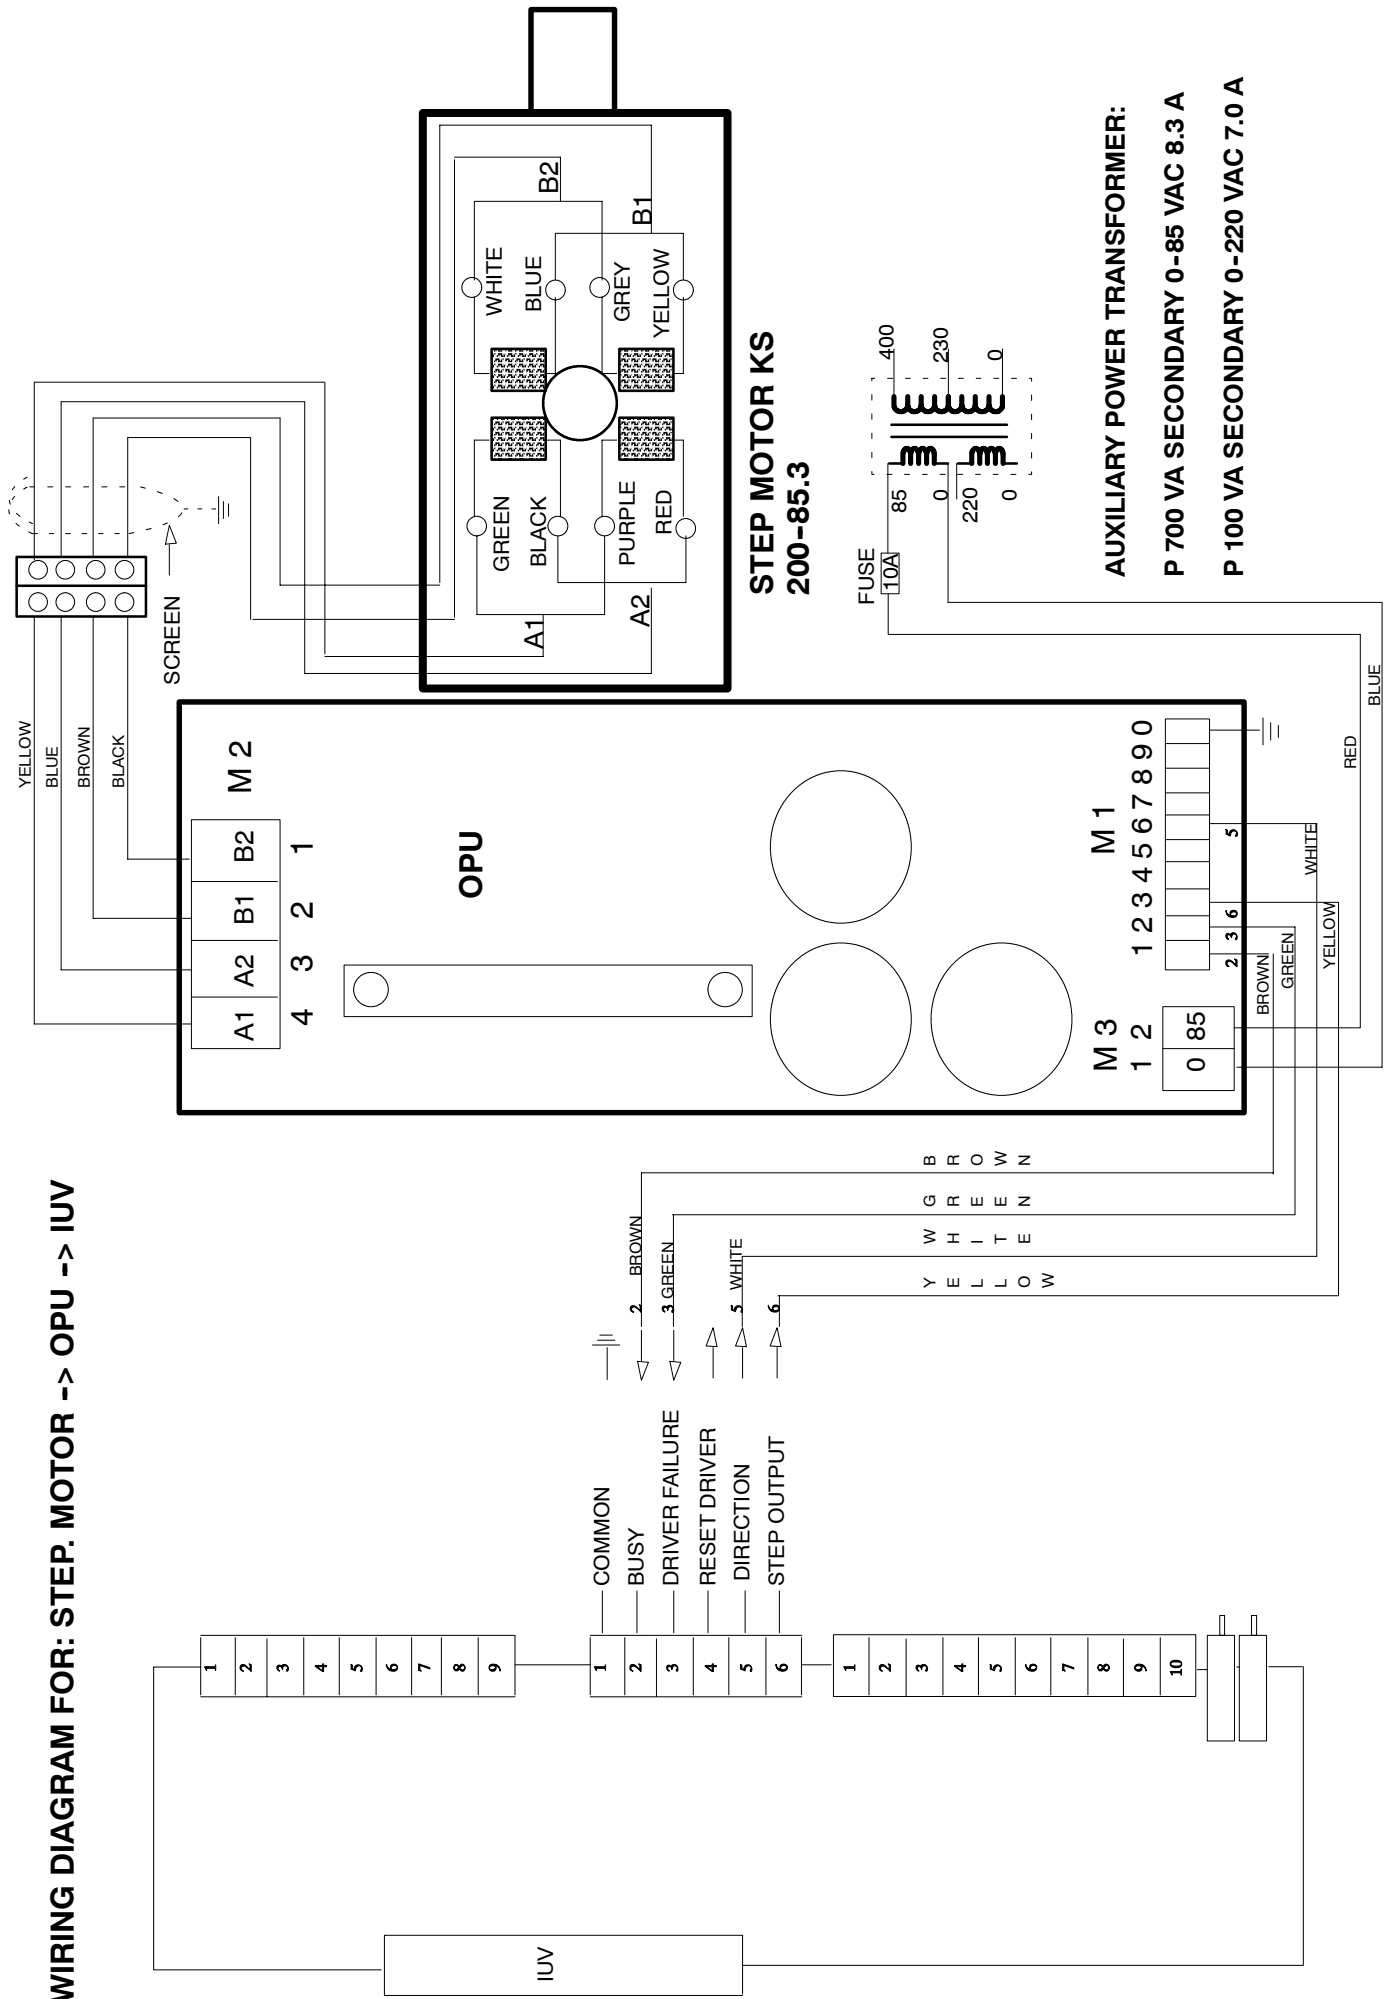 WIRING DIAGRAM FOR: STEP. MOTOR -> OPU -> IUV
IUV
1
2
3
4
5
6
7
8
9
1
2
3
4
5
6
1
2
3
4
5
6
7
8
9
10
COMMON
BUSY
DRIVER FAILURE
RESET DRIVER
DIRECTION
STEP OUTPUT
2 BROWN
3 GREEN
5 WHITE
6
BROWN
GREEN
WHITE
YELLOW
YELLOW
BLUE
BROWN
BLACK
SCREEN
M 2
A1 A2 B1 B2
4 3 2 1
OPU
M 3
1 2
0 85
M 1
1 2 3 4 5 6 7 8 9 0
2 3 6 5
BROWN
GREEN
YELLOW
WHITE
RED
BLUE
A1
A2
GREEN
BLACK
PURPLE
RED
WHITE
BLUE
GREY
YELLOW
B2
B1
STEP MOTOR KS
200-85.3
FUSE
10A
85
0
220
0
400
230
0
AUXILIARY POWER TRANSFORMER:
P 700 VA SECONDARY 0-85 VAC 8.3 A
P 100 VA SECONDARY 0-220 VAC 7.0 A